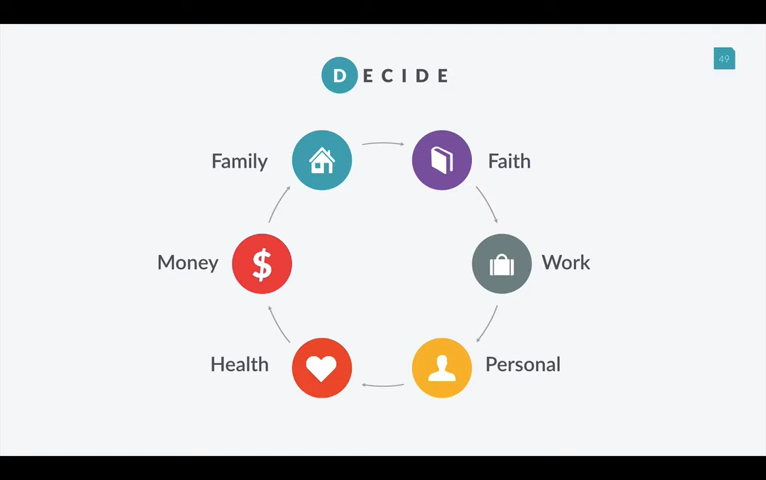 49
DECIDE
Family
Faith
Money
$
Work
Health
Personal